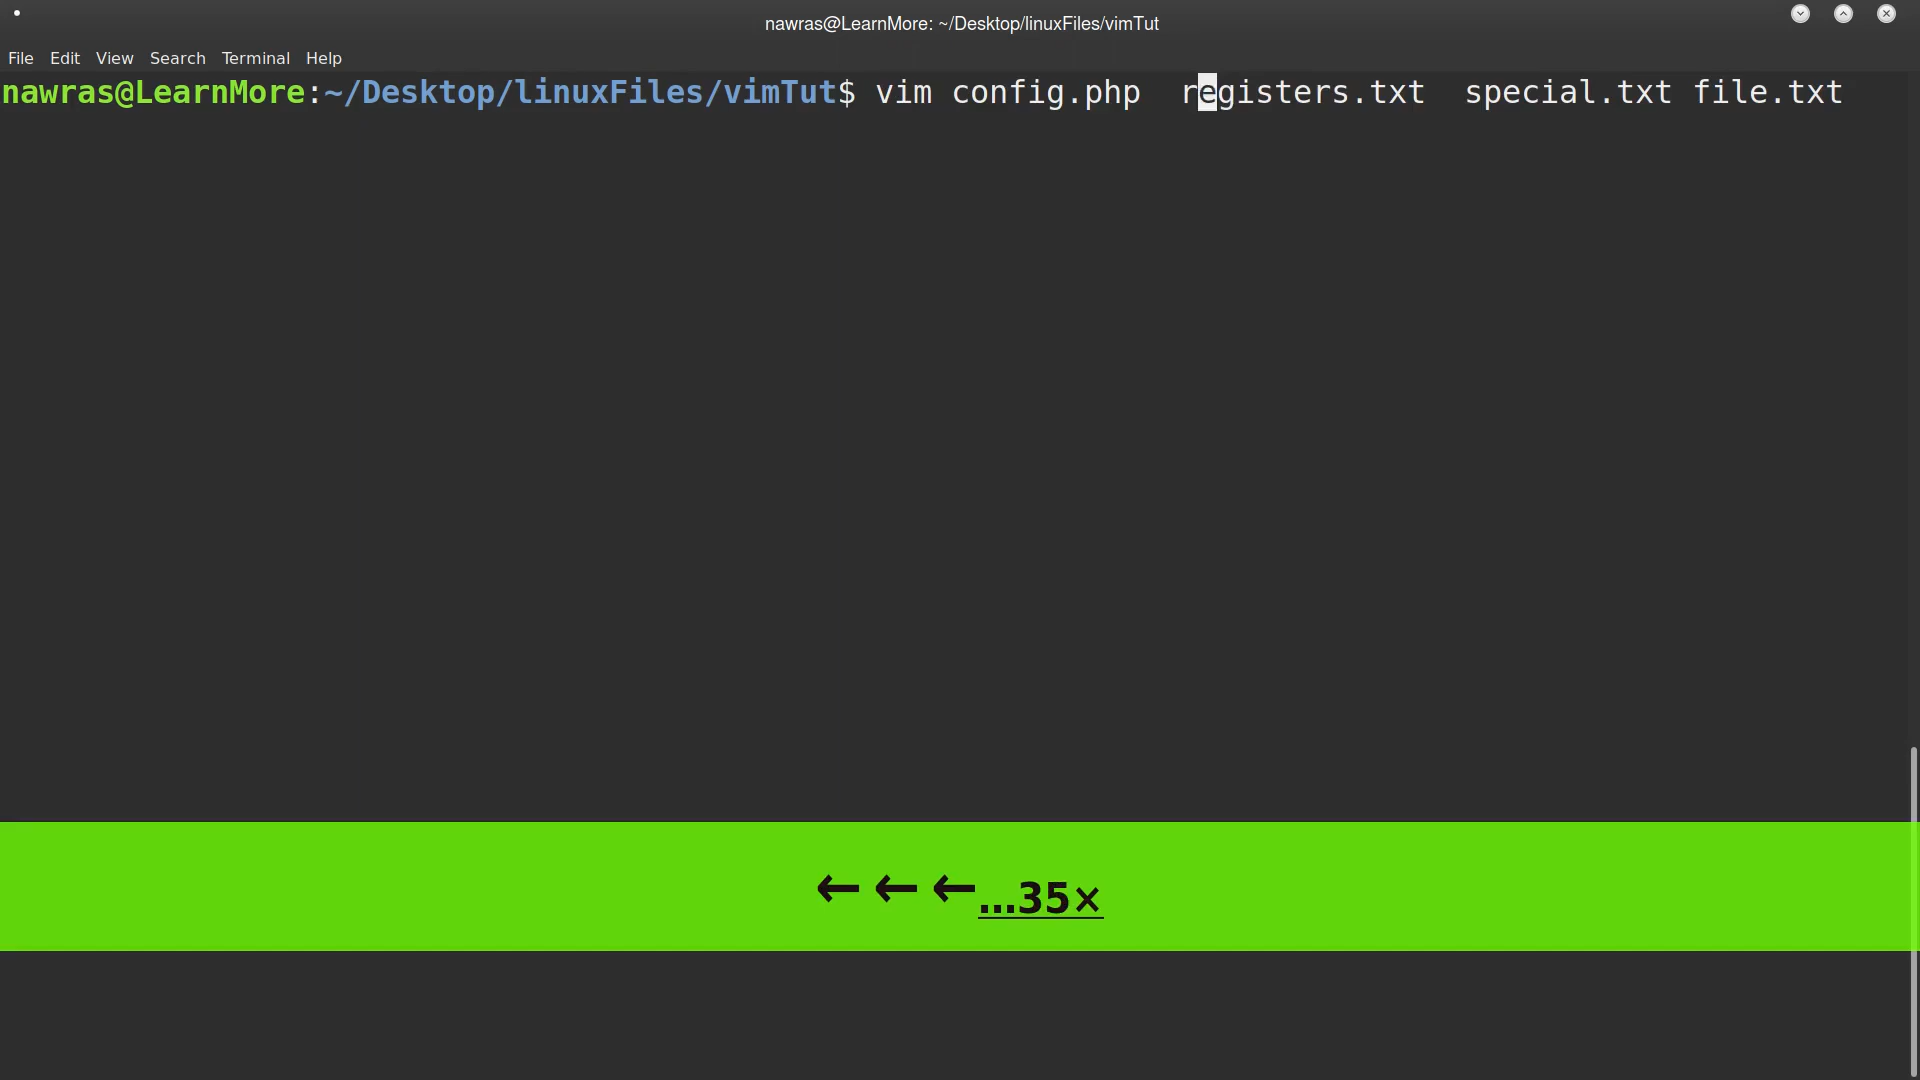 nawras@LearnMore: ~/Desktop/linuxFiles/vimTut
File Edit View Search Terminal Help
nawras@LearnMore:~/Desktop/linuxFiles/vimTut$ vim config.php  registers.txt  special.txt file.txt
←←←...35×